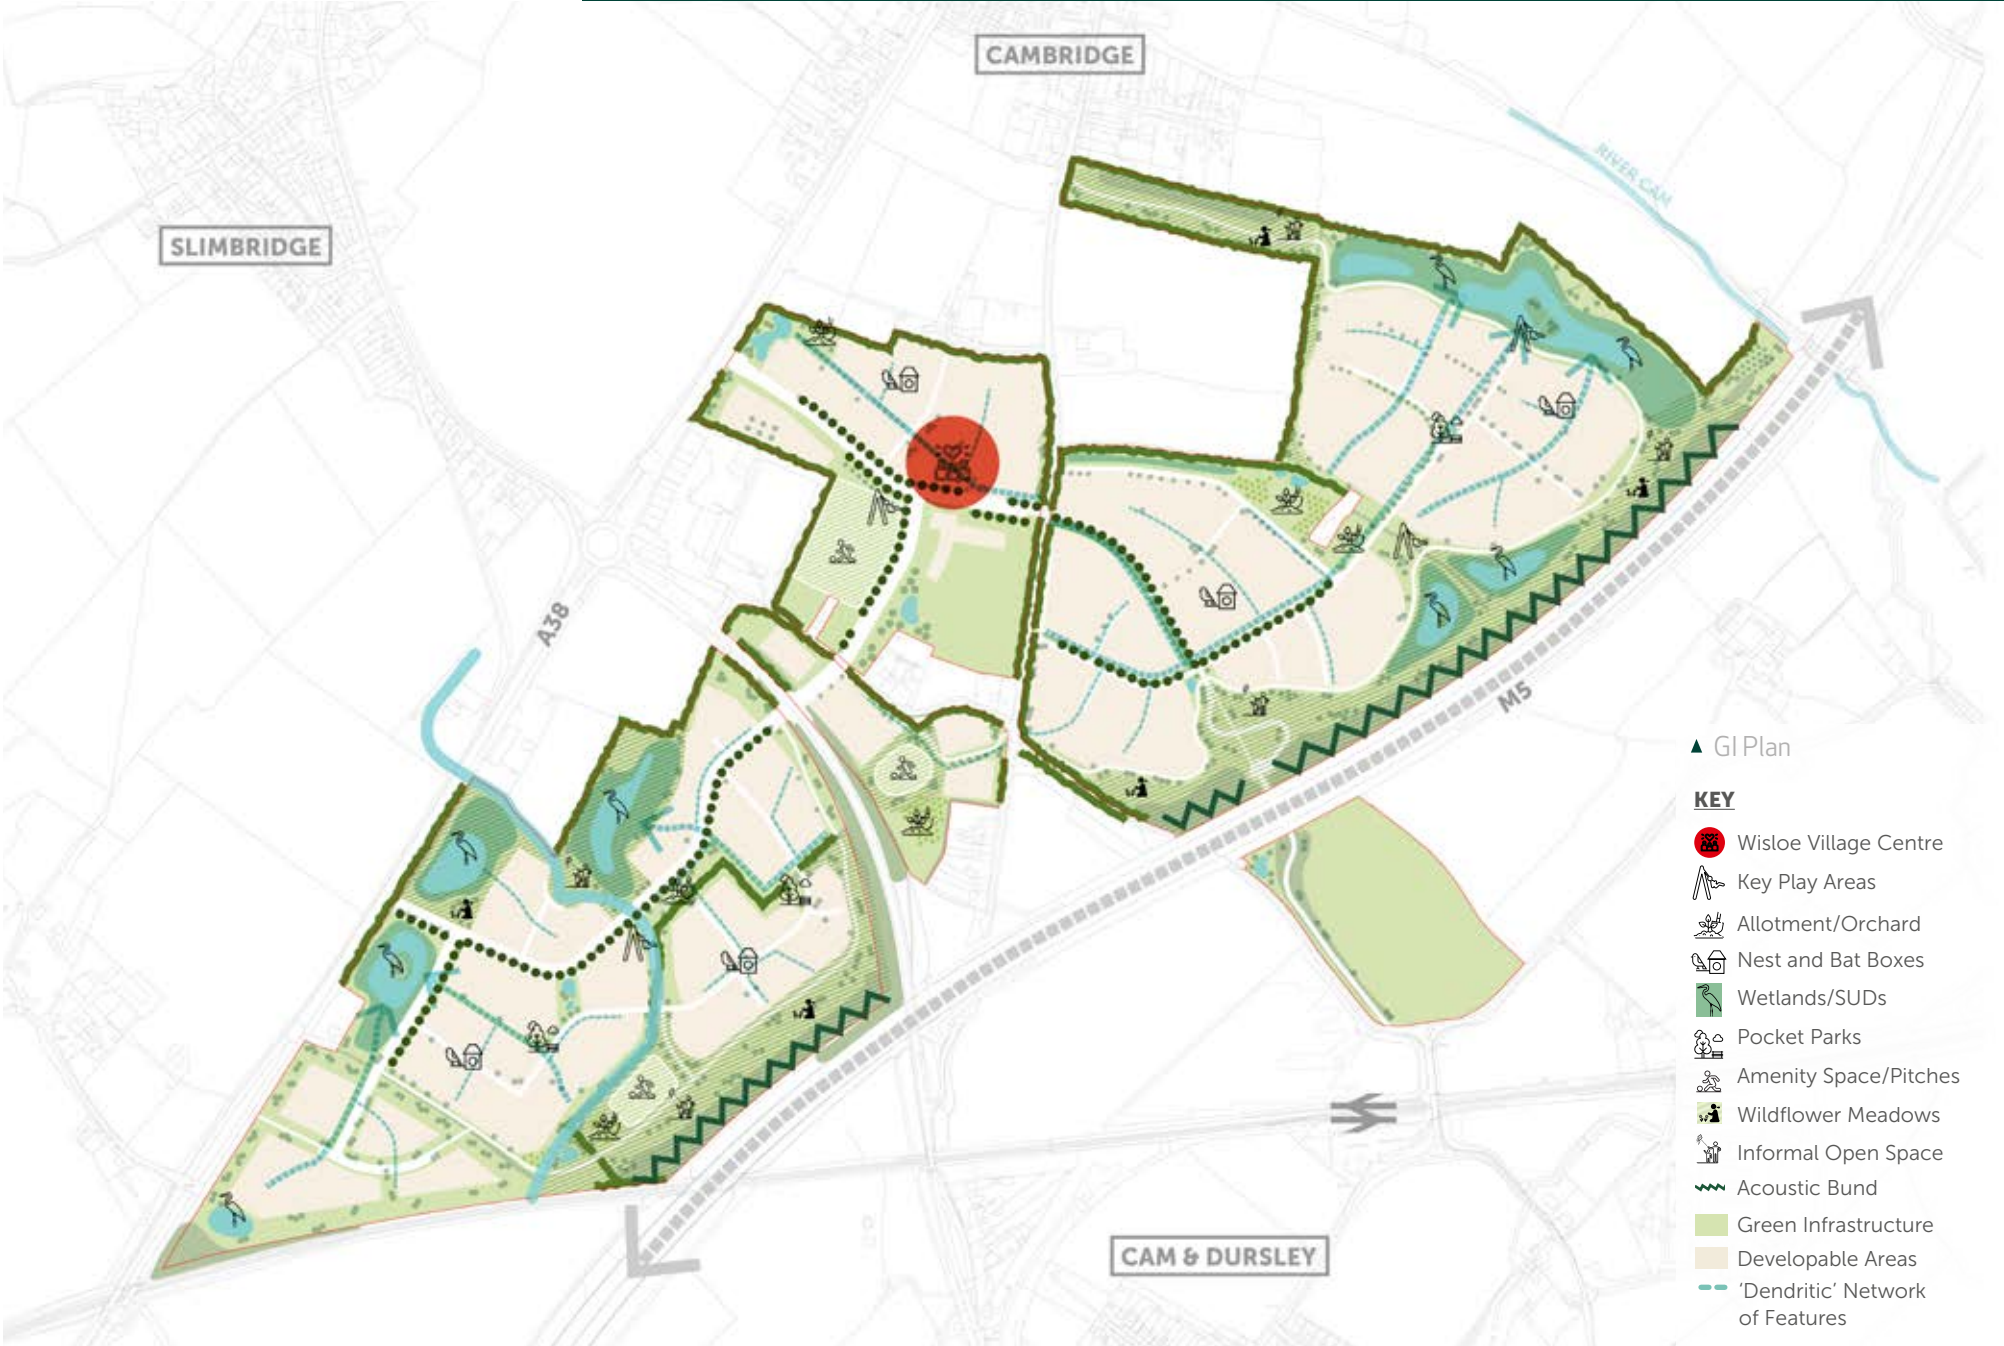 CAMBRIDGE
RIVER CAM
SLIMBRIDGE
A38
M5
GI Plan
KEY
Wisloe Village Centre
Key Play Areas
Allotment/Orchard
Nest and Bat Boxes
Wetlands/SUDs
Pocket Parks
Amenity Space/Pitches
Wildflower Meadows
Informal Open Space
Acoustic Bund
Green Infrastructure
Developable Areas
‘Dendritic’ Network
of Features
CAM & DURSLEY